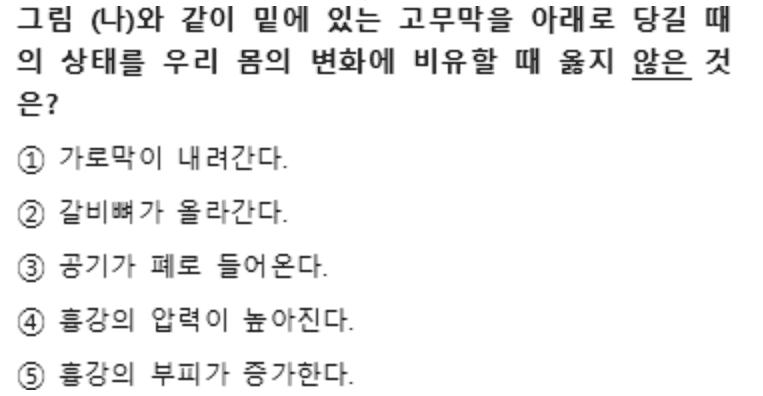 그림 (나)와 같이 밑에 있는 고무막을 아래로 당길 때
의 상태를 우리 몸의 변화에 비유할 때 옳지 않은 것
은?
① 가로막이 내려간다.
② 갈비뼈가 올라간다.
③ 공기가 폐로 들어온다.
④ 흉강의 압력이 높아진다.
⑤ 흉강의 부피가 증가한다.